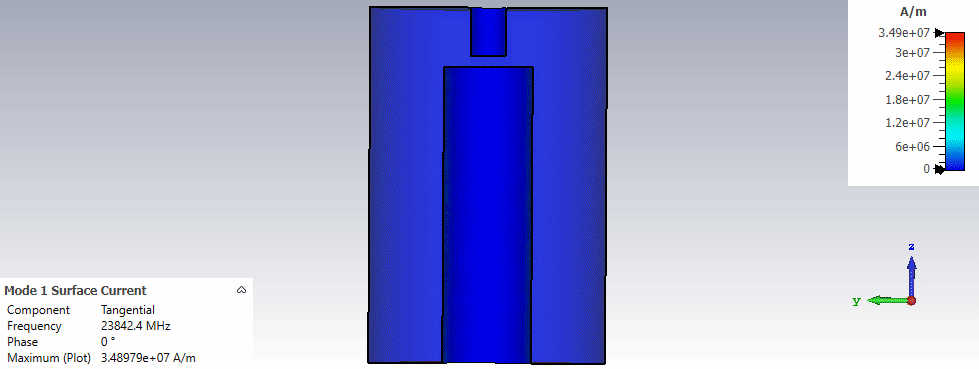 A/m
3.49e+07
3e+07
2.4e+07
1.8e+07
1.2e+07
6e+06
0
z
y
Mode 1 Surface Current
Component Tangential
Frequency 23842.4 MHz
Phase 0 °
Maximum (Plot) 3.48979e+07 A/m